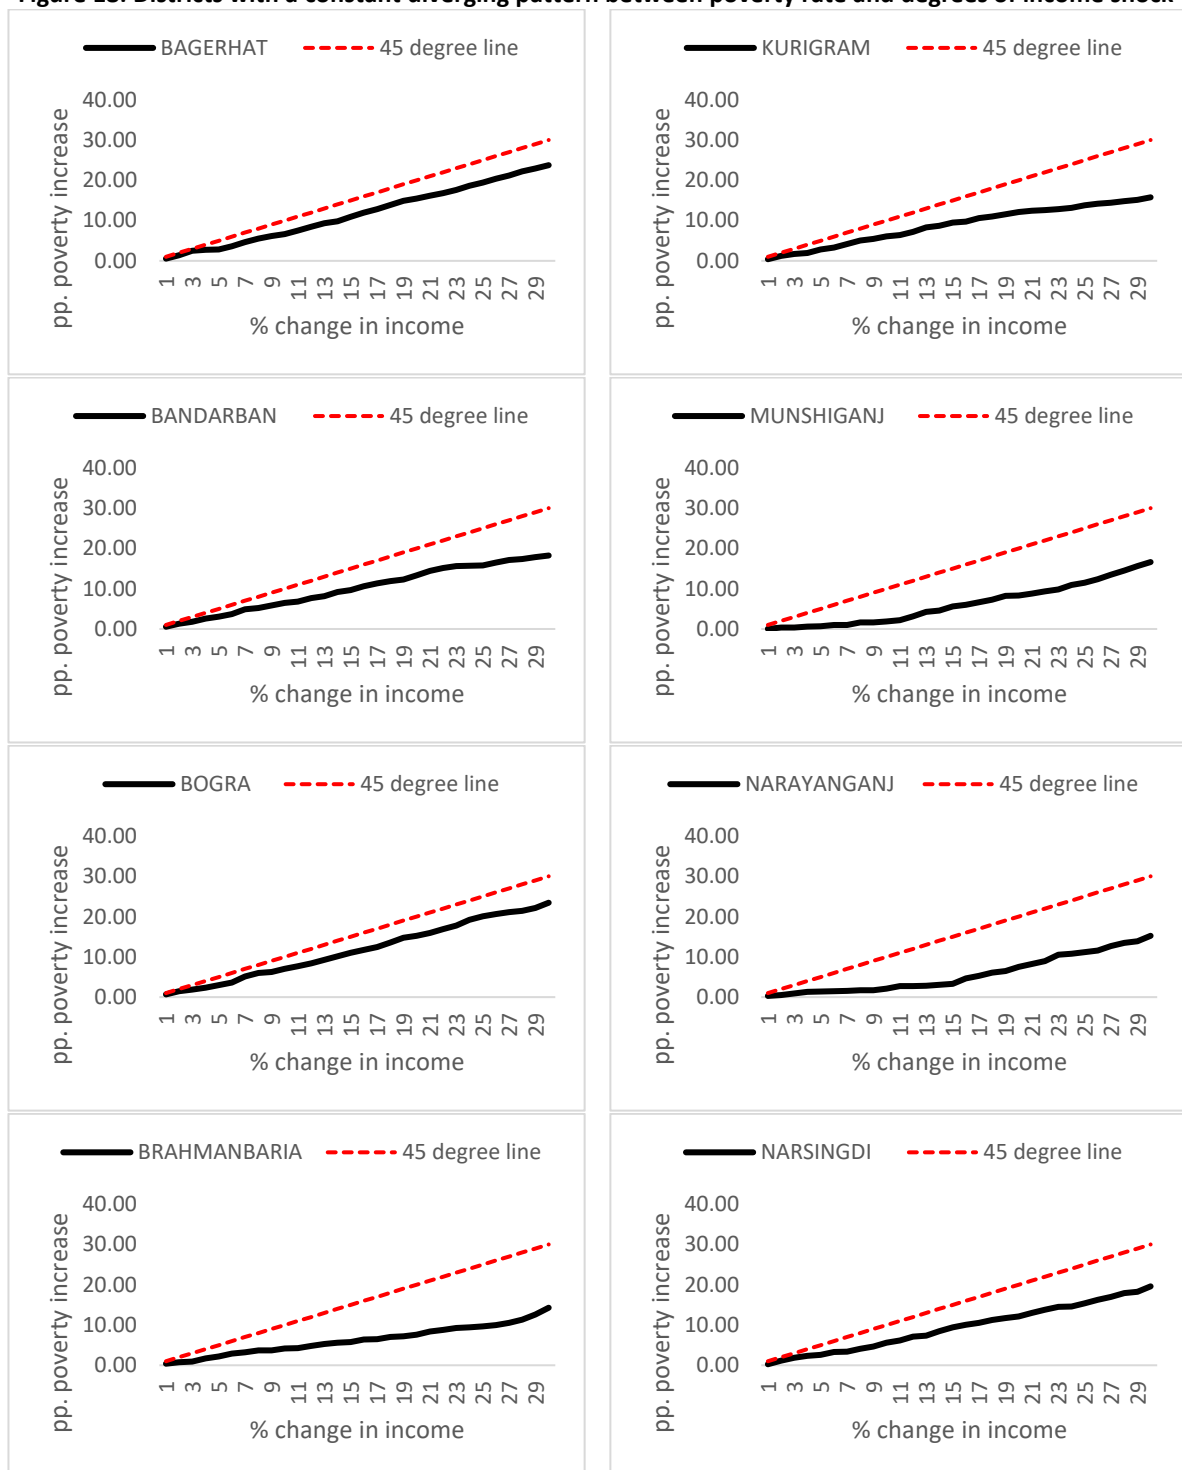 Figure Districts with a constant diverging pattern between poverty rate and degrees of income shock
BAGERHAT 45 degree line
pp. poverty increase
40.00
30.00
20.00
10.00
0.00
1 3 5 7 9 11 13 15 17 19 21 23 25 27 29
% change in income
KURIGRAM 45 degree line
pp. poverty increase
40.00
30.00
20.00
10.00
0.00
1 3 5 7 9 11 13 15 17 19 21 23 25 27 29
% change in income
BANDARBAN 45 degree line
pp. poverty increase
40.00
30.00
20.00
10.00
0.00
1 3 5 7 9 11 13 15 17 19 21 23 25 27 29
% change in income
MUNSHIGANJ 45 degree line
pp. poverty increase
40.00
30.00
20.00
10.00
0.00
1 3 5 7 9 11 13 15 17 19 21 23 25 27 29
% change in income
BOGRA 45 degree line
pp. poverty increase
40.00
30.00
20.00
10.00
0.00
1 3 5 7 9 11 13 15 17 19 21 23 25 27 29
% change in income
NARAYANGANJ 45 degree line
pp. poverty increase
40.00
30.00
20.00
10.00
0.00
1 3 5 7 9 11 13 15 17 19 21 23 25 27 29
% change in income
BRAHMANBARIA 45 degree line
pp. poverty increase
40.00
30.00
20.00
10.00
0.00
1 3 5 7 9 11 13 15 17 19 21 23 25 27 29
% change in income
NARSINGDI 45 degree line
pp. poverty increase
40.00
30.00
20.00
10.00
0.00
1 3 5 7 9 11 13 15 17 19 21 23 25 27 29
% change in income